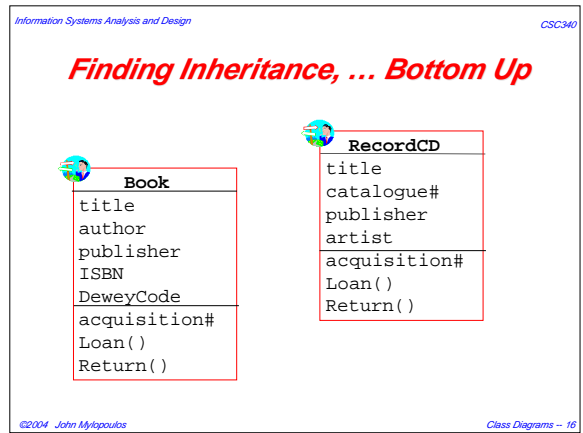 Information Systems Analysis and Design
CSC340
Finding Inheritance, … Bottom Up
Book
title
author
publisher
ISBN
DeweyCode
acquisition#
Loan()
Return()
RecordCD
title
catalogue#
publisher
artist
acquisition#
Loan()
Return()
©2004 John Mylopoulos
Class Diagrams -- 16